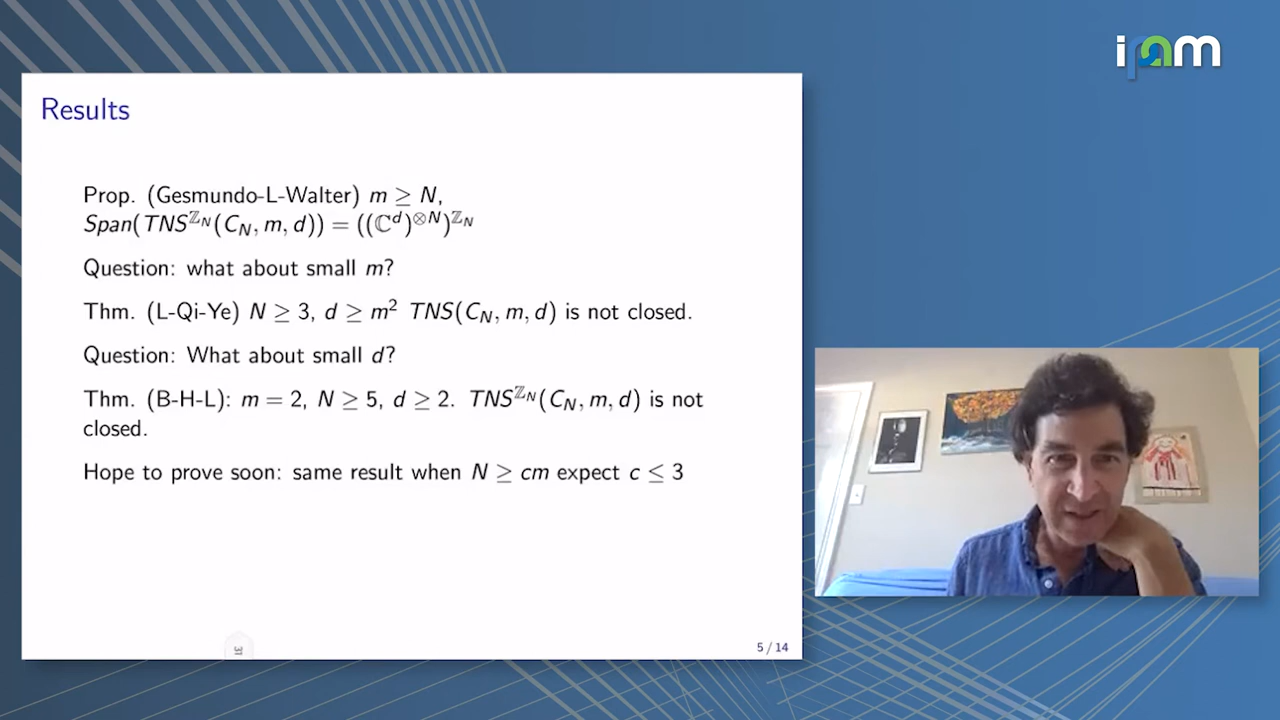 ipam
Results
Prop. (Gesmundo-L-Walter) m ≥ N,
Span(TNS^{ℤ_N}(C_N, m, d)) = ((ℂ^d)^{⊗N})^{ℤ_N}
Question: what about small m?
Thm. (L-Qi-Ye) N ≥ 3, d ≥ m² TNS(C_N, m, d) is not closed.
Question: What about small d?
Thm. (B-H-L): m = 2, N ≥ 5, d ≥ 2. TNS^{ℤ_N}(C_N, m, d) is not
closed.
Hope to prove soon: same result when N ≥ cm expect c ≤ 3
5 / 14